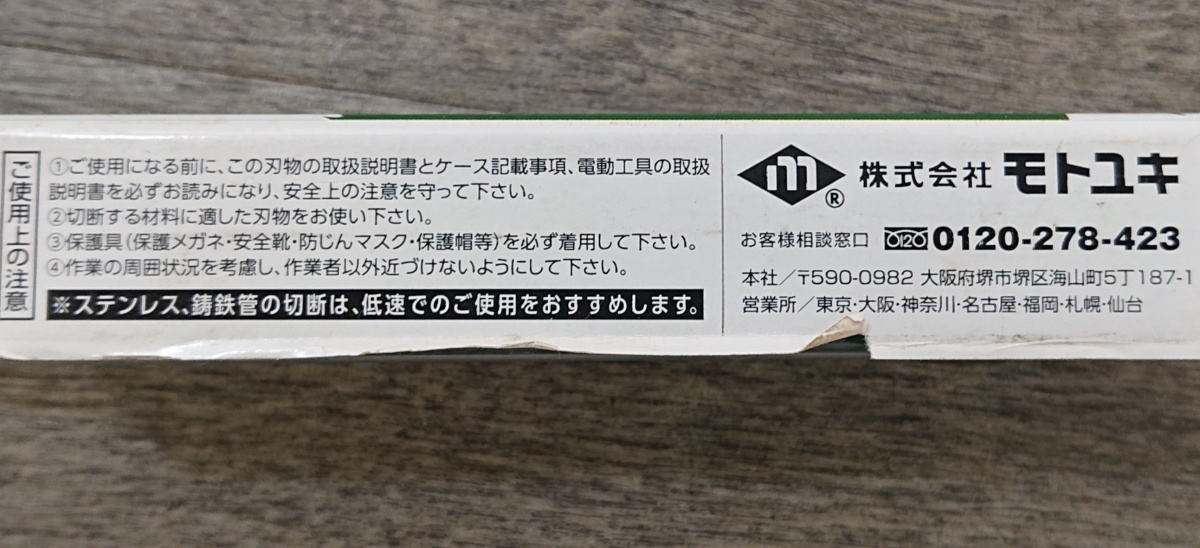 ご使用上の注意
①ご使用になる前に、この刃物の取扱説明書とケース記載事項、電動工具の取扱
説明書を必ずお読みになり、安全上の注意を守って下さい。
②切断する材料に適した刃物をお使い下さい。
③保護具(保護メガネ・安全靴・防じんマスク・保護帽等)を必ず着用して下さい。
④作業の周囲状況を考慮し、作業者以外近づけないようにして下さい。
※ステンレス、鋳鉄管の切断は、低速でのご使用をおすすめします。
m® 株式会社 モトユキ
お客様相談窓口 0120 0120-278-423
本社／〒590-0982 大阪府堺市堺区海山町5丁187-1
営業所／東京・大阪・神奈川・名古屋・福岡・札幌・仙台